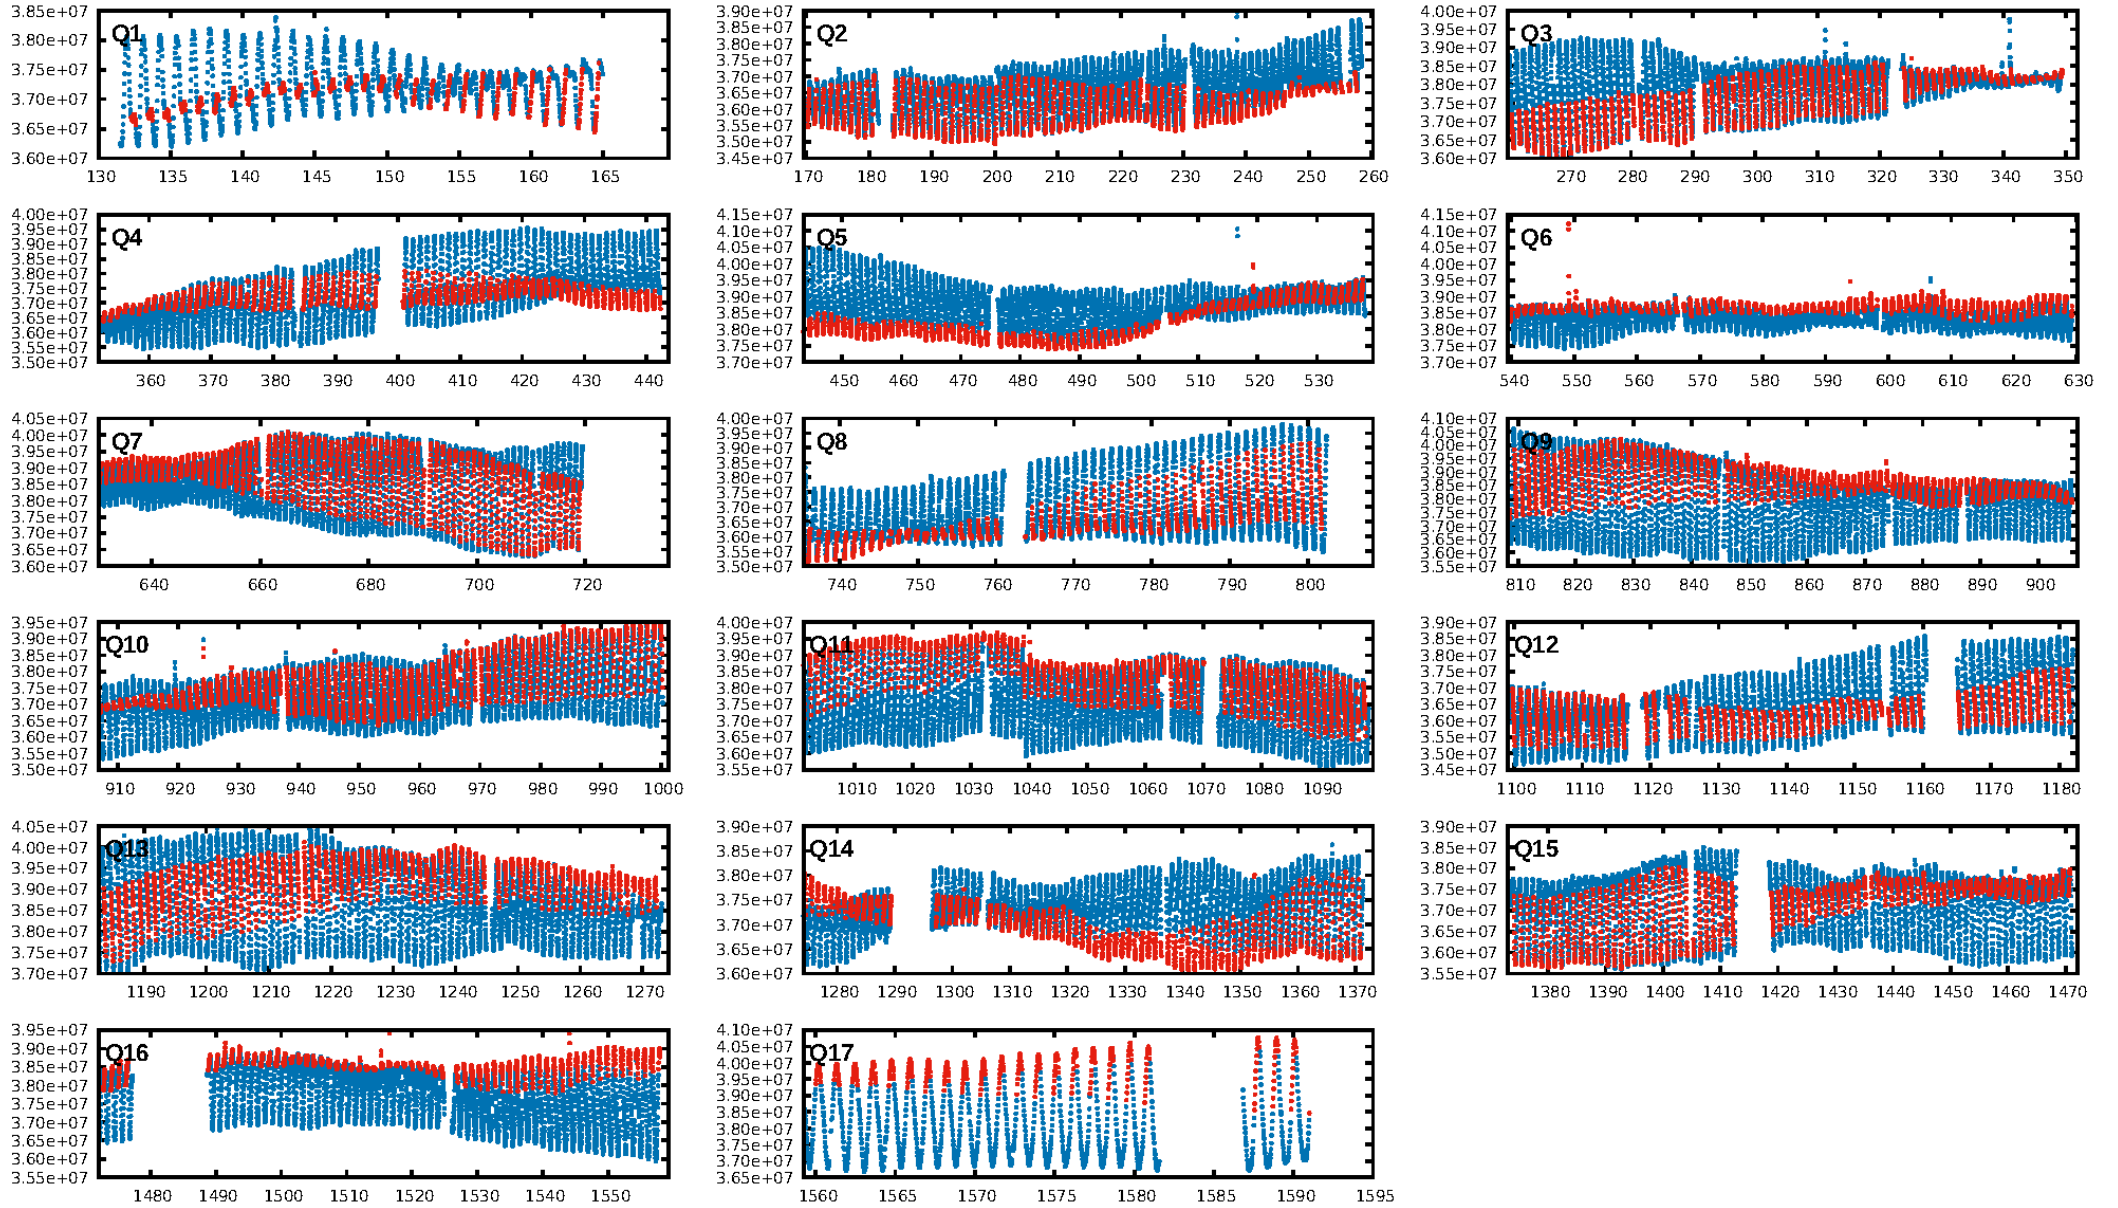 Q1
3.85e+07
3.80e+07
3.75e+07
3.70e+07
3.65e+07
3.60e+07
130 135 140 145 150 155 160 165
Q2
3.90e+07
3.85e+07
3.80e+07
3.75e+07
3.70e+07
3.65e+07
3.60e+07
3.55e+07
3.50e+07
3.45e+07
170 180 190 200 210 220 230 240 250 260
Q3
4.00e+07
3.95e+07
3.90e+07
3.85e+07
3.80e+07
3.75e+07
3.70e+07
3.65e+07
3.60e+07
270 280 290 300 310 320 330 340 350
Q4
4.00e+07
3.95e+07
3.90e+07
3.85e+07
3.80e+07
3.75e+07
3.70e+07
3.65e+07
3.60e+07
3.55e+07
3.50e+07
360 370 380 390 400 410 420 430 440
Q5
4.15e+07
4.10e+07
4.05e+07
4.00e+07
3.95e+07
3.90e+07
3.85e+07
3.80e+07
3.75e+07
3.70e+07
450 460 470 480 490 500 510 520 530
Q6
4.15e+07
4.10e+07
4.05e+07
4.00e+07
3.95e+07
3.90e+07
3.85e+07
3.80e+07
3.75e+07
3.70e+07
540 550 560 570 580 590 600 610 620 630
Q7
4.05e+07
4.00e+07
3.95e+07
3.90e+07
3.85e+07
3.80e+07
3.75e+07
3.70e+07
3.65e+07
3.60e+07
640 660 680 700 720
Q8
4.00e+07
3.95e+07
3.90e+07
3.85e+07
3.80e+07
3.75e+07
3.70e+07
3.65e+07
3.60e+07
3.55e+07
3.50e+07
740 750 760 770 780 790 800
Q9
4.10e+07
4.05e+07
4.00e+07
3.95e+07
3.90e+07
3.85e+07
3.80e+07
3.75e+07
3.70e+07
3.65e+07
3.60e+07
3.55e+07
810 820 830 840 850 860 870 880 890 900
Q10
3.95e+07
3.90e+07
3.85e+07
3.80e+07
3.75e+07
3.70e+07
3.65e+07
3.60e+07
3.55e+07
3.50e+07
910 920 930 940 950 960 970 980 990 1000
Q11
4.00e+07
3.95e+07
3.90e+07
3.85e+07
3.80e+07
3.75e+07
3.70e+07
3.65e+07
3.60e+07
3.55e+07
1010 1020 1030 1040 1050 1060 1070 1080 1090
Q12
3.90e+07
3.85e+07
3.80e+07
3.75e+07
3.70e+07
3.65e+07
3.60e+07
3.55e+07
3.50e+07
3.45e+07
1100 1110 1120 1130 1140 1150 1160 1170 1180
Q13
4.05e+07
4.00e+07
3.95e+07
3.90e+07
3.85e+07
3.80e+07
3.75e+07
3.70e+07
1190 1200 1210 1220 1230 1240 1250 1260 1270
Q14
3.90e+07
3.85e+07
3.80e+07
3.75e+07
3.70e+07
3.65e+07
3.60e+07
1280 1290 1300 1310 1320 1330 1340 1350 1360 1370
Q15
3.90e+07
3.85e+07
3.80e+07
3.75e+07
3.70e+07
3.65e+07
3.60e+07
3.55e+07
1380 1390 1400 1410 1420 1430 1440 1450 1460 1470
Q16
3.95e+07
3.90e+07
3.85e+07
3.80e+07
3.75e+07
3.70e+07
3.65e+07
3.60e+07
3.55e+07
1480 1490 1500 1510 1520 1530 1540 1550
Q17
4.10e+07
4.05e+07
4.00e+07
3.95e+07
3.90e+07
3.85e+07
3.80e+07
3.75e+07
3.70e+07
3.65e+07
1560 1565 1570 1575 1580 1585 1590 1595